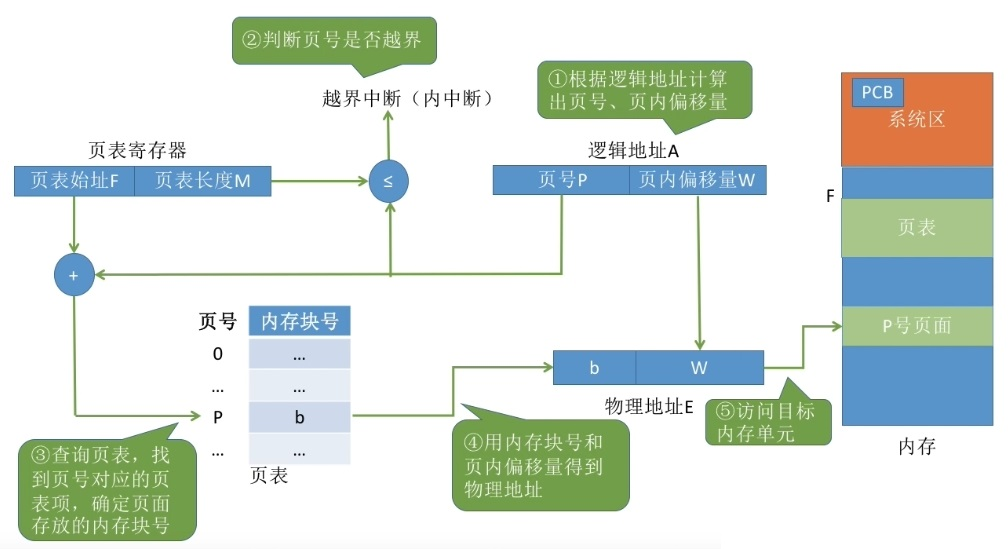 ②判断页号是否越界
越界中断（内中断）
①根据逻辑地址计算
出页号、页内偏移量
PCB
系统区
页表寄存器
页表始址F
页表长度M
≤
逻辑地址A
页号P
页内偏移量W
F
页表
+
页号
内存块号
0
...
...
...
P
b
...
...
页表
b
W
物理地址E
P号页面
内存
③查询页表，找
到页号对应的页
表项，确定页面
存放的内存块号
④用内存块号和
页内偏移量得到
物理地址
⑤访问目标
内存单元